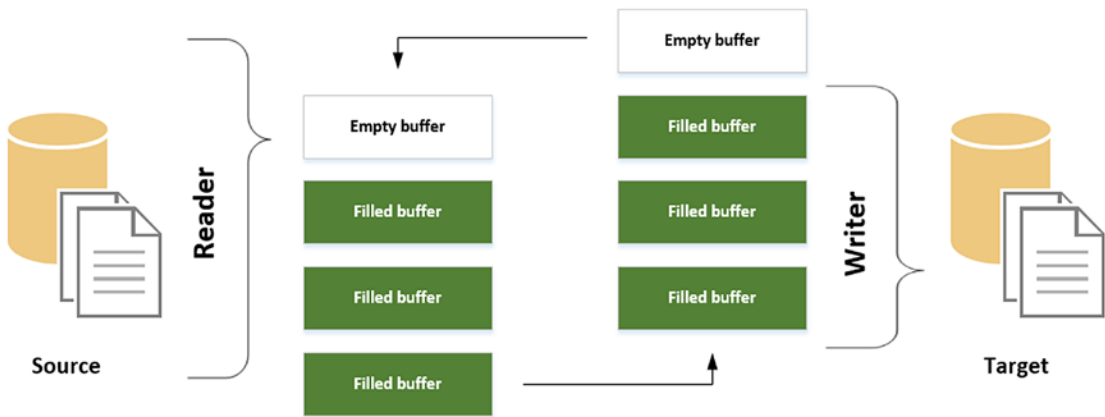 Empty buffer
Empty buffer
Filled buffer
Reader
Filled buffer
Filled buffer
Writer
Filled buffer
Filled buffer
Filled buffer
Source
Filled buffer
Target